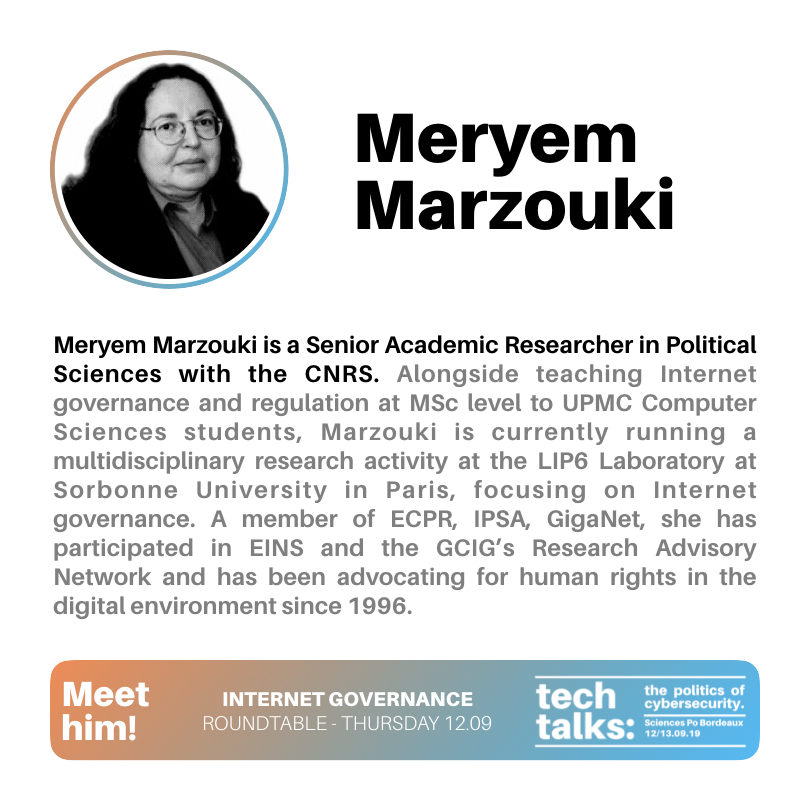 Meryem
Marzouki
Meryem Marzouki is a Senior Academic Researcher in Political
Sciences with the CNRS. Alongside teaching Internet
governance and regulation at MSc level to UPMC Computer
Sciences students, Marzouki is currently running a
multidisciplinary research activity at the LIP6 Laboratory at
Sorbonne University in Paris, focusing on Internet
governance. A member of ECPR, IPSA, GigaNet, she has
participated in EINS and the GCIG’s Research Advisory
Network and has been advocating for human rights in the
digital environment since 1996.
Meet
him!
INTERNET GOVERNANCE
ROUNDTABLE - THURSDAY 12.09
tech
talks:
the politics of
cybersecurity.
Sciences Po Bordeaux
12/13.09.19